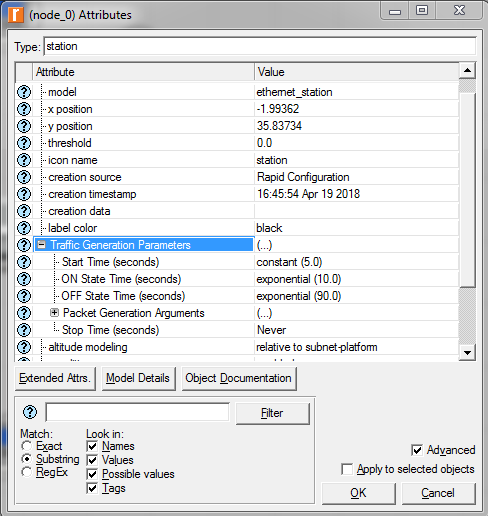 (node_0) Attributes
Type: station
Attribute Value
model ethernet_station
x position -1.99362
y position 35.83734
threshold 0.0
icon name station
creation source Rapid Configuration
creation timestamp 16:45:54 Apr 19 2018
creation data
label color black
Traffic Generation Parameters (...)
Start Time (seconds) constant (5.0)
ON State Time (seconds) exponential (10.0)
OFF State Time (seconds) exponential (90.0)
Packet Generation Arguments (...)
Stop Time (seconds) Never
altitude modeling relative to subnet-platform
Extended Attrs. Model Details Object Documentation
Filter
Match: Look in:
Exact Names
Substring Values
RegEx Possible values
Tags
Advanced
Apply to selected objects
OK Cancel